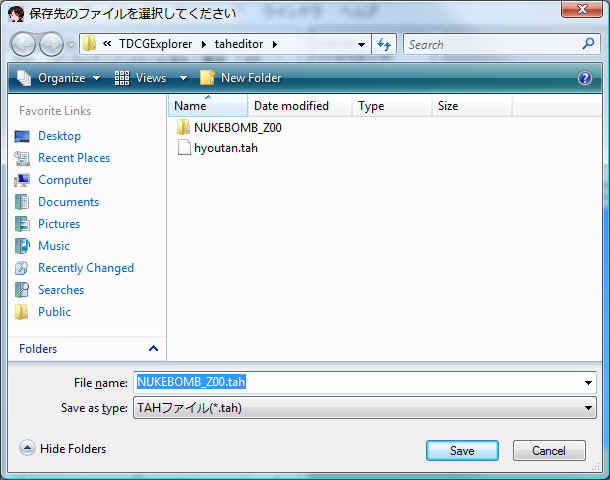 保存先のファイルを選択してください
« TDCGExplorer ▸ taheditor ▸
Search
Organize Views New Folder
Favorite Links
Desktop
Recent Places
Computer
Documents
Pictures
Music
Recently Changed
Searches
Public
Folders
Name Date modified Type Size
NUKEBOMB_Z00
hyoutan.tah
File name: NUKEBOMB_Z00.tah
Save as type: TAHファイル(*.tah)
Hide Folders
Save Cancel